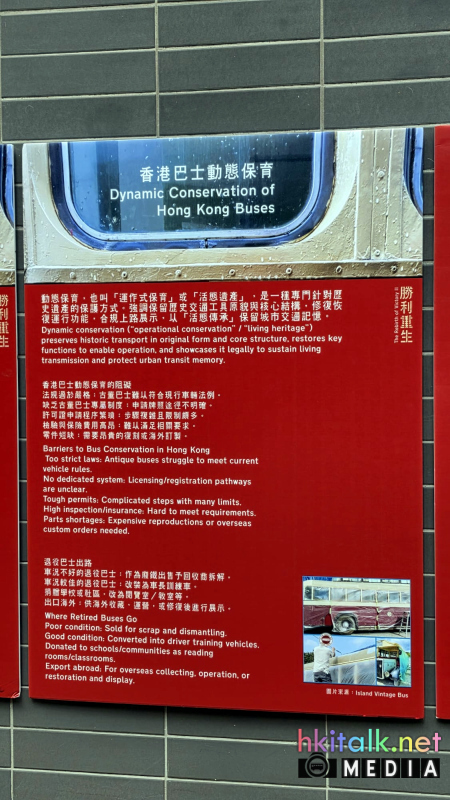 香港巴士動態保育
Dynamic Conservation of
Hong Kong Buses
動態保育，也叫「運作式保育」或「活態遺產」，是一種專門針對歷
史遺產的保護方式。強調保留歷史交通工具原貌與核心結構，修復恢
復運行功能，合規上路展示，以「活態傳承」保留城市交通記憶。
Dynamic conservation ("operational conservation" / "living heritage")
preserves historic transport in original form and core structure, restores key
functions to enable operation, and showcases it legally to sustain living
transmission and protect urban transit memory.
香港巴士動態保育的阻礙
法規過於嚴格：古董巴士難以符合現行車輛法例。
缺乏古董巴士專屬制度：申請牌照途徑不明確。
許可證申請程序繁瑣：步驟複雜且限制頗多。
檢驗與保險費用高昂：難以滿足相關要求。
零件短缺：需要昂貴的復刻或海外訂製。
Barriers to Bus Conservation in Hong Kong
Too strict laws: Antique buses struggle to meet current
vehicle rules.
No dedicated system: Licensing/registration pathways
are unclear.
Tough permits: Complicated steps with many limits.
High inspection/insurance: Hard to meet requirements.
Parts shortages: Expensive reproductions or overseas
custom orders needed.
退役巴士出路
車況不好的退役巴士：作為廢鐵出售予回收商拆解。
車況較佳的退役巴士：改裝為車長訓練車。
捐贈學校或社區，改為閱覽室／教室等。
出口海外：供海外收藏、運營，或修復後進行展示。
Where Retired Buses Go
Poor condition: Sold for scrap and dismantling.
Good condition: Converted into driver training vehicles.
Donated to schools/communities as reading
rooms/classrooms.
Export abroad: For overseas collecting, operation, or
restoration and display.
圖片來源：Island Vintage Bus
勝利重生
勝利重生
hkitalk.net
MEDIA